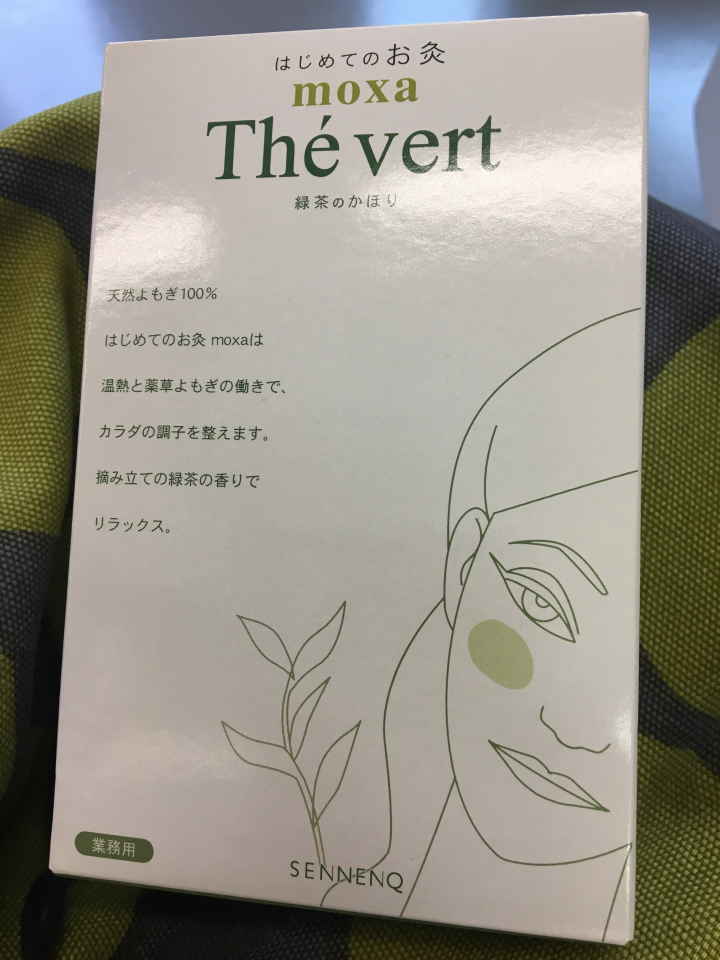 はじめてのお灸
moxa
Thé vert
緑茶のかほり
天然よもぎ100%
はじめてのお灸 moxaは
温熱と薬草よもぎの働きで、
カラダの調子を整えます。
摘み立ての緑茶の香りで
リラックス。
業務用
SENNENQ